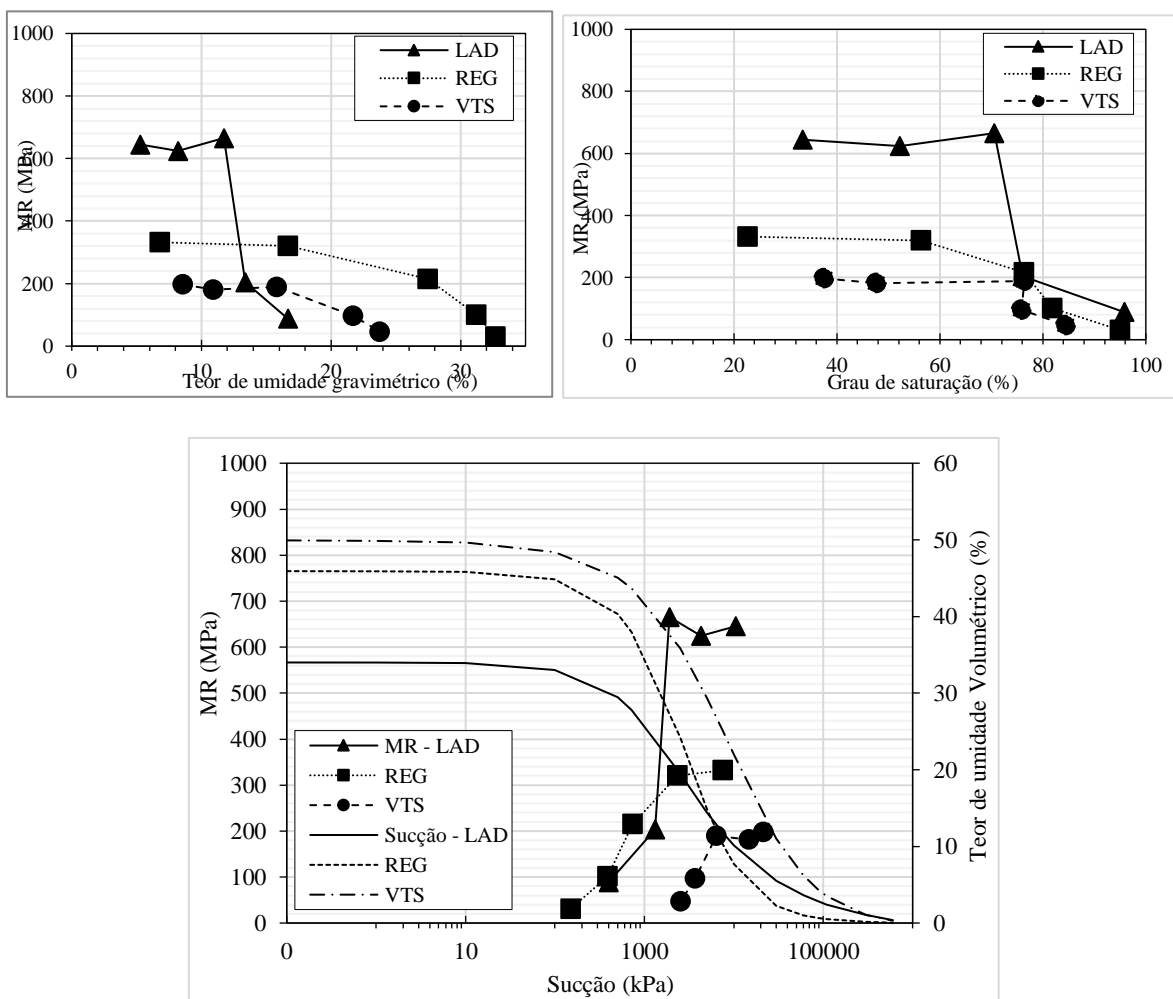 1000
800
600
400
200
0
MR (MPa)
0
10
20
30
Teor de umidade gravimétrico (%)
LAD
REG
VTS
1000
800
600
400
200
0
MR (MPa)
0
20
40
60
80
100
Grau de saturação (%)
LAD
REG
VTS
1000
900
800
700
600
500
400
300
200
100
0
MR (MPa)
60
50
40
30
20
10
0
Teor de umidade Volumétrico (%)
MR - LAD
REG
VTS
Sucção - LAD
REG
VTS
0
10
1000
100000
Sucção (kPa)